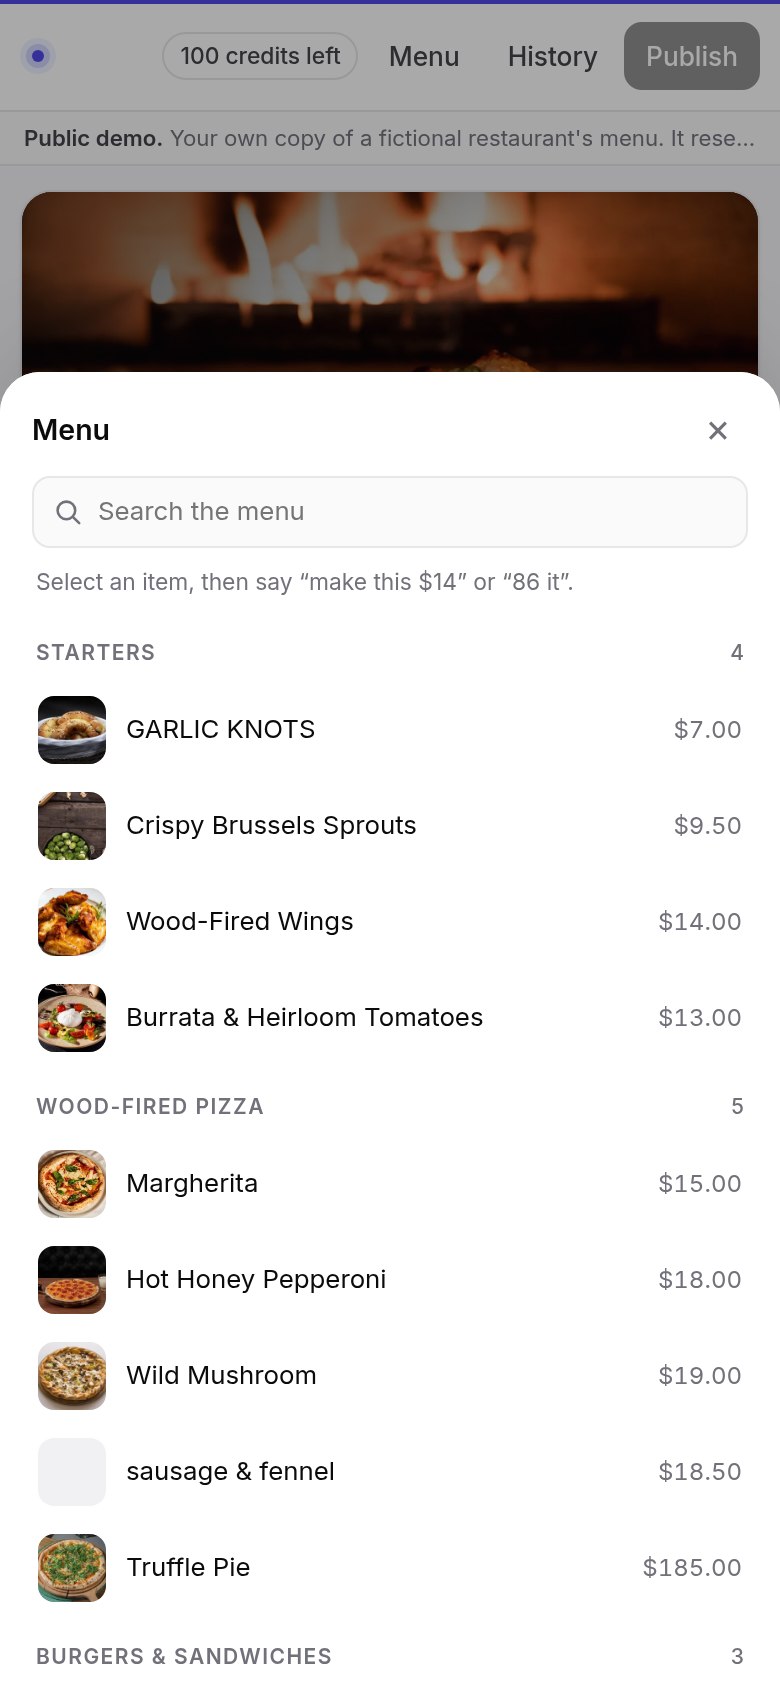 100 credits left
Menu
History
Publish
Public demo. Your own copy of a fictional restaurant's menu. It rese...
Menu
Search the menu
Select an item, then say “make this $14” or “86 it”.
STARTERS 4
GARLIC KNOTS $7.00
Crispy Brussels Sprouts $9.50
Wood-Fired Wings $14.00
Burrata & Heirloom Tomatoes $13.00
WOOD-FIRED PIZZA 5
Margherita $15.00
Hot Honey Pepperoni $18.00
Wild Mushroom $19.00
sausage & fennel $18.50
Truffle Pie $185.00
BURGERS & SANDWICHES 3